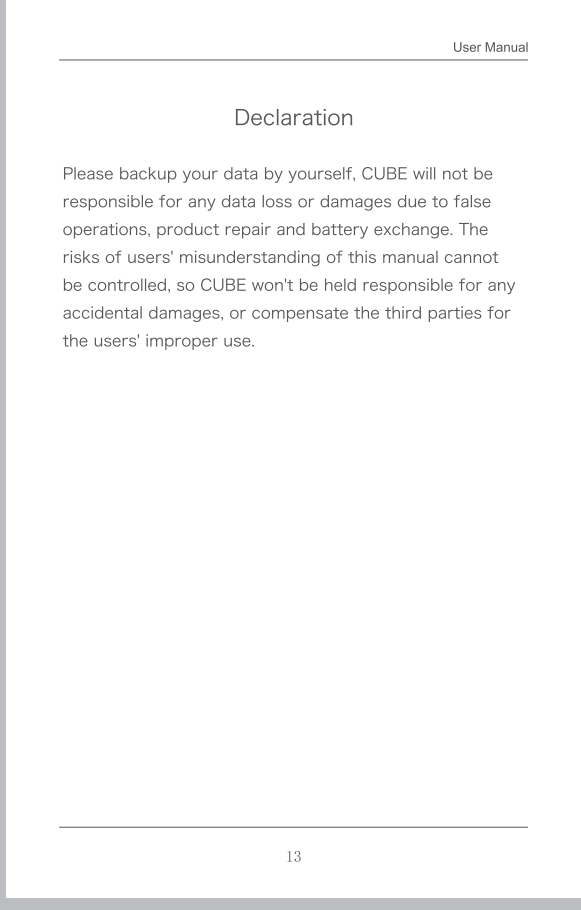 User Manual
Declaration
Please backup your data by yourself, CUBE will not be
responsible for any data loss or damages due to false
operations, product repair and battery exchange. The
risks of users' misunderstanding of this manual cannot
be controlled, so CUBE won't be held responsible for any
accidental damages, or compensate the third parties for
the users' improper use.
13